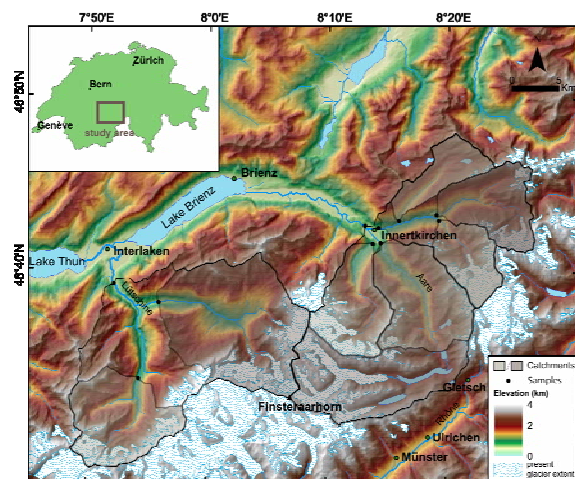 7°50'E 8°0'E 8°10'E 8°20'E
46°50'N
46°40'N
Zürich
Bern
Genève
study area
0 5
Km
Brienz
Lake Brienz
Interlaken
Lake Thun
Innertkirchen
Lütschine
Aare
Finsteraarhorn
Gletsch
Rhone
Ulrichen
Münster
Catchments
Samples
Elevation (km)
4
2
0
present
glacier extent